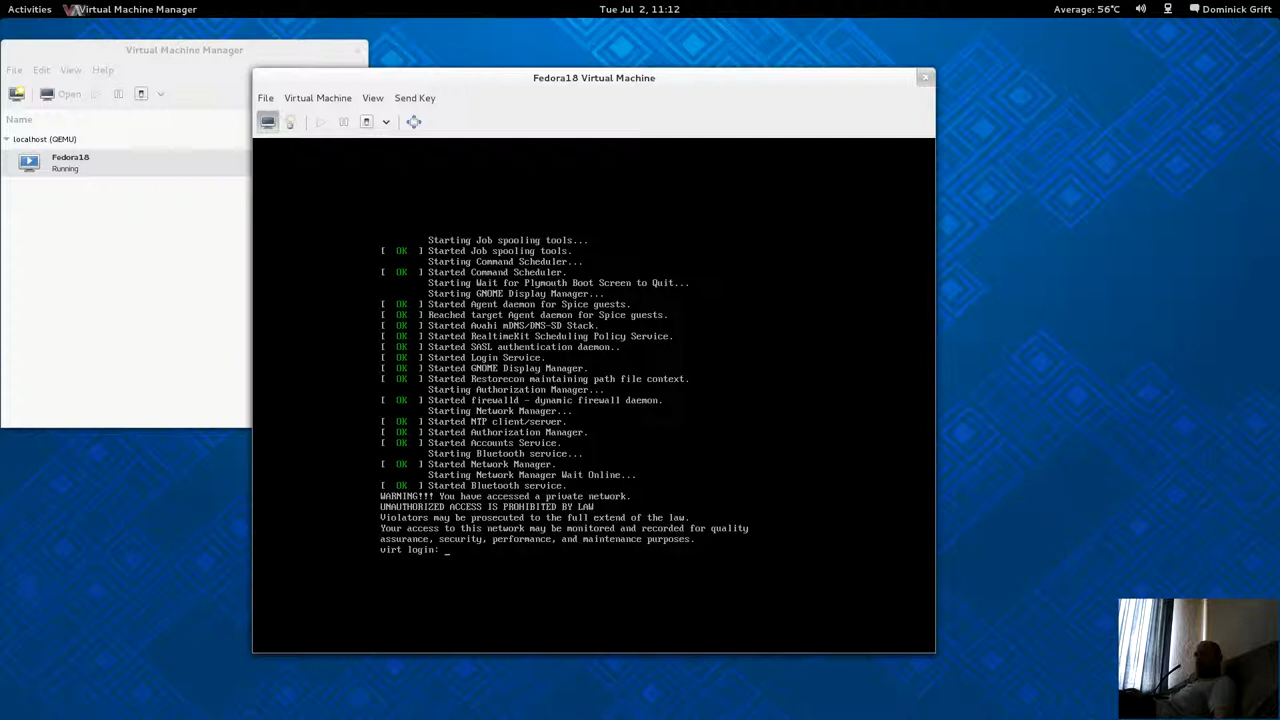 Activities Virtual Machine Manager Tue Jul 2, 11:12 Average: 56°C Dominick Grift
Virtual Machine Manager
File Edit View Help
Open
Name
localhost (QEMU)
Fedora18
Running
Fedora18 Virtual Machine
File Virtual Machine View Send Key
Starting Job spooling tools...
[ OK ] Started Job spooling tools.
Starting Command Scheduler...
[ OK ] Started Command Scheduler.
Starting Wait for Plymouth Boot Screen to Quit...
Starting GNOME Display Manager...
[ OK ] Started Agent daemon for Spice guests.
[ OK ] Reached target Agent daemon for Spice guests.
[ OK ] Started Avahi mDNS/DNS-SD Stack.
[ OK ] Started RealtimeKit Scheduling Policy Service.
[ OK ] Started SASL authentication daemon..
[ OK ] Started Login Service.
[ OK ] Started GNOME Display Manager.
[ OK ] Started Restorecon maintaining path file context.
Starting Authorization Manager...
[ OK ] Started firewalld - dynamic firewall daemon.
Starting Network Manager...
[ OK ] Started NTP client/server.
[ OK ] Started Authorization Manager.
[ OK ] Started Accounts Service.
Starting Bluetooth service...
[ OK ] Started Network Manager.
Starting Network Manager Wait Online...
[ OK ] Started Bluetooth service.
WARNING!!! You have accessed a private network.
UNAUTHORIZED ACCESS IS PROHIBITED BY LAW
Violators may be prosecuted to the full extend of the law.
Your access to this network may be monitored and recorded for quality
assurance, security, performance, and maintenance purposes.
virt login: _